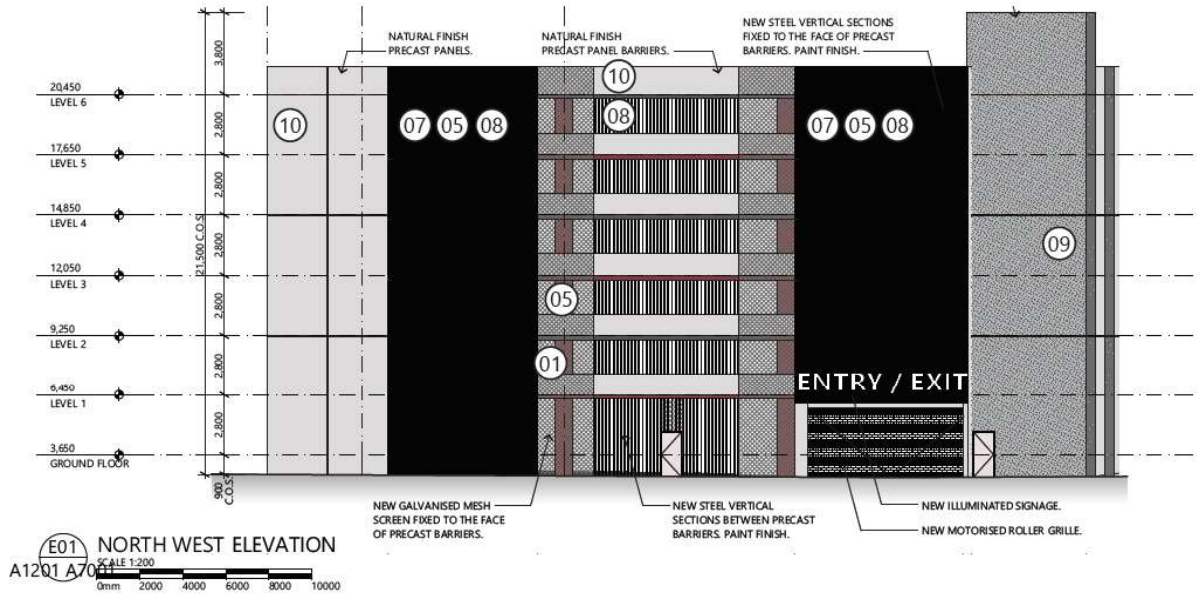 NEW STEEL VERTICAL SECTIONS
FIXED TO THE FACE OF PRECAST
BARRIERS. PAINT FINISH.
NATURAL FINISH
PRECAST PANELS.
NATURAL FINISH
PRECAST PANEL BARRIERS.
3,800
10
20,450
LEVEL 6
08
10
07 05 08
07 05 08
2,800
17,650
LEVEL 5
2,800
14,850
LEVEL 4
21,500 C.O.S.
2,800
09
12,050
LEVEL 3
05
2,800
9,250
LEVEL 2
01
2,800
ENTRY / EXIT
6,450
LEVEL 1
2,800
3,650
GROUND FLOOR
900
C.O.S.
NEW GALVANISED MESH
SCREEN FIXED TO THE FACE
OF PRECAST BARRIERS.
NEW STEEL VERTICAL
SECTIONS BETWEEN PRECAST
BARRIERS. PAINT FINISH.
NEW ILLUMINATED SIGNAGE.
NEW MOTORISED ROLLER GRILLE.
E01
NORTH WEST ELEVATION
SCALE 1:200
A1201
0mm 2000 4000 6000 8000 10000